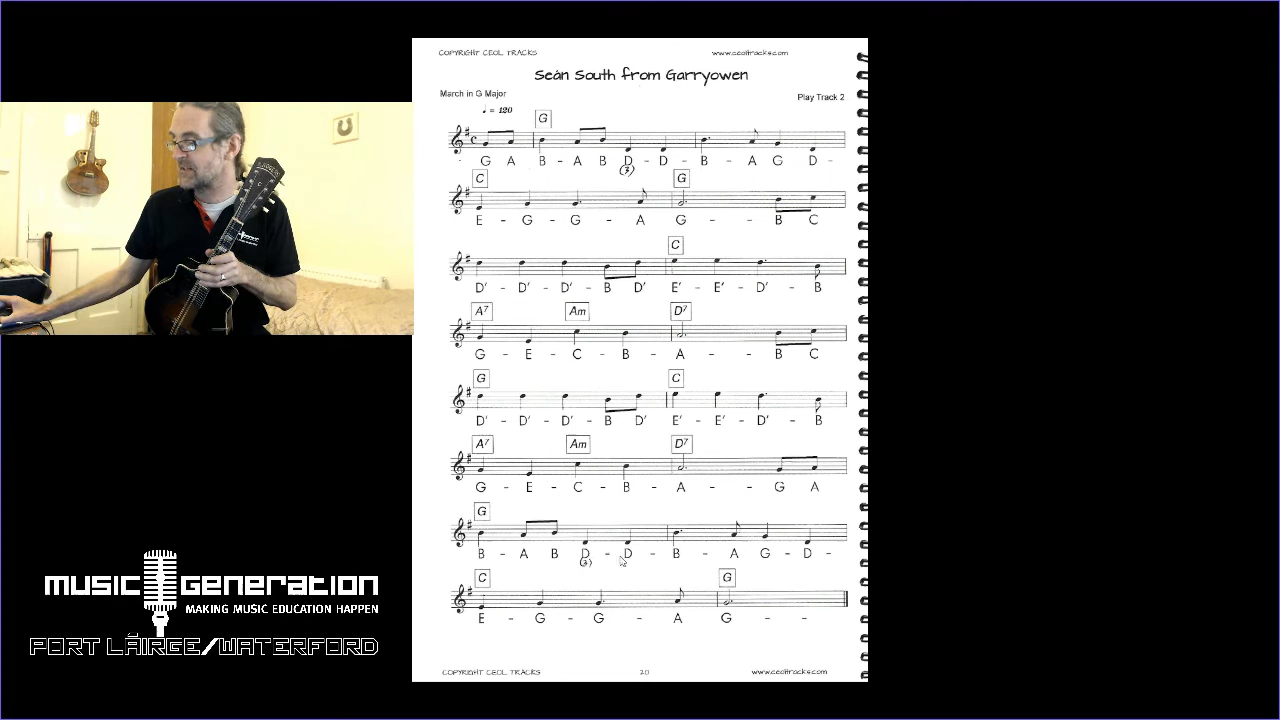 COPYRIGHT CEOL TRACKS www.ceoltracks.com
Seán South from Garryowen
March in G Major Play Track 2
♩ = 120
G
G A B - A B D - D - B - A G D -
(3)
C G
E - G - G - A G - - B C
C
D' - D' - D' - B D' E' - E' - D' - B
A7 Am D7
G - E - C - B - A - - B C
G C
D' - D' - D' - B D' E' - E' - D' - B
A7 Am D7
G - E - C - B - A - - G A
G
B - A B D - D - B - A G - D -
(3)
C G
E - G - G - A G - -
COPYRIGHT CEOL TRACKS 20 www.ceoltracks.com
MUSIC GENERATION
MAKING MUSIC EDUCATION HAPPEN
PORT LÁIRGE/WATERFORD